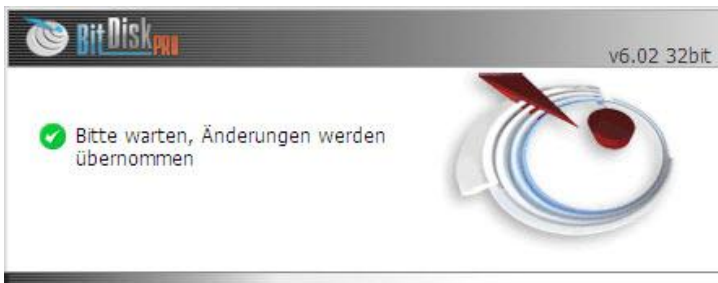 BitDisk PRO
v6.02 32bit
Bitte warten, Änderungen werden
übernommen